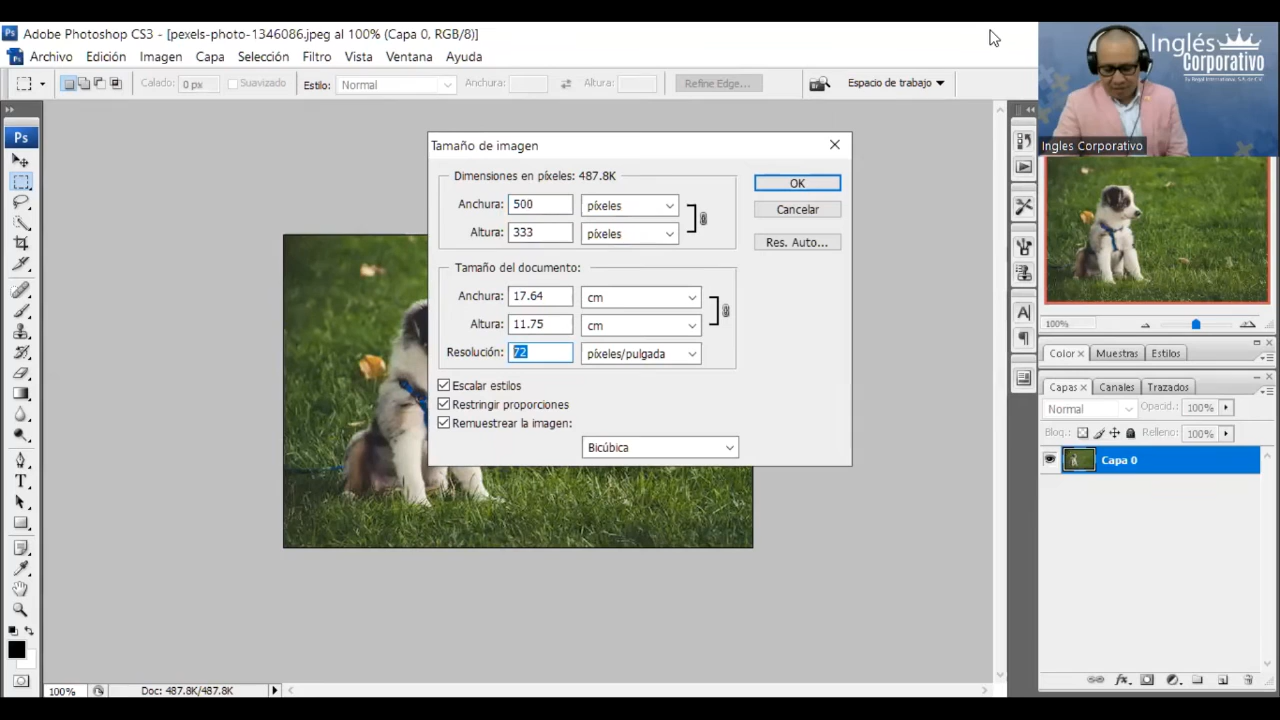 Ps Adobe Photoshop CS3 - [pexels-photo-1346086.jpeg al 100% (Capa 0, RGB/8)]
Ps Archivo Edición Imagen Capa Selección Filtro Vista Ventana Ayuda
Calado: 0 px Suavizado Estilo: Normal Anchura: Altura: Refine Edge... Espacio de trabajo
Inglés
Corporativo
Ingles Corporativo
Ps
Tamaño de imagen
Dimensiones en píxeles: 487.8K
Anchura: 500 píxeles
Altura: 333 píxeles
Tamaño del documento:
Anchura: 17.64 cm
Altura: 11.75 cm
Resolución: 72 píxeles/pulgada
Escalar estilos
Restringir proporciones
Remuestrear la imagen:
Bicúbica
OK
Cancelar
Res. Auto...
100%
Color × Muestras Estilos
Capas × Canales Trazados
Normal Opacid.: 100%
Bloq.: Relleno: 100%
Capa 0
T
A
fx
100% Doc: 487.8K/487.8K